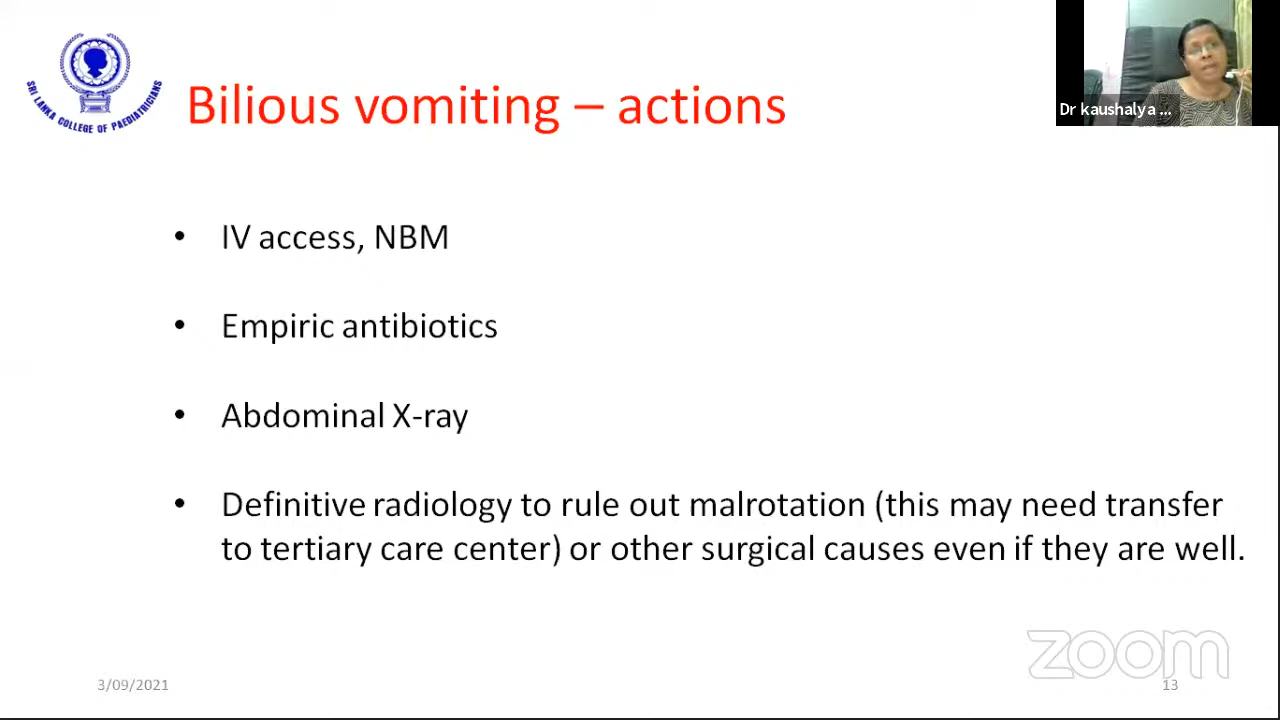 SRI LANKA COLLEGE OF PAEDIATRICIANS
Bilious vomiting – actions
Dr kaushalya ...
• IV access, NBM
• Empiric antibiotics
• Abdominal X-ray
• Definitive radiology to rule out malrotation (this may need transfer
to tertiary care center) or other surgical causes even if they are well.
zoom
3/09/2021
13